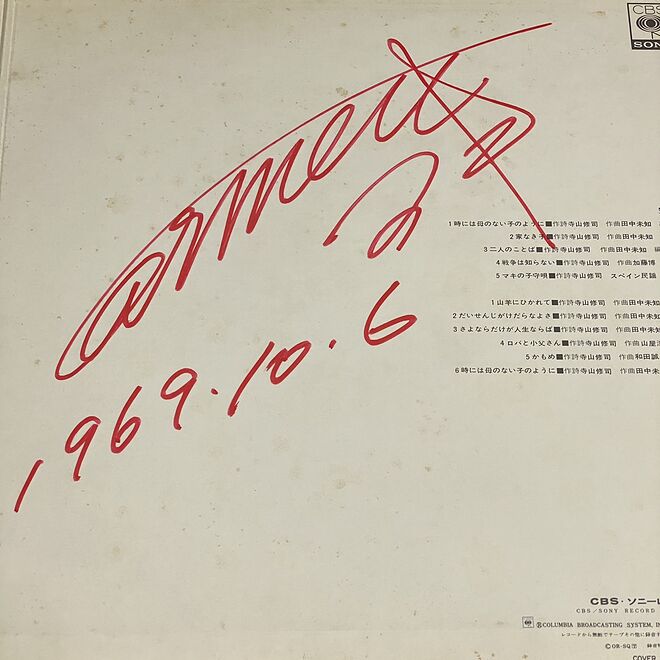 CBS
SONY
Carmen マキ
1969.10.6
1 時には母のない子のように■作詩寺山修司 作曲田中未知
2 家なき子■作詩寺山修司 作曲田中未知
3 二人のことば■作詩寺山修司 作曲田中未知 編
4 戦争は知らない■作詩寺山修司 作曲加藤博
5 マキの子守唄■作詩寺山修司 スペイン民謡
1 山羊にひかれて■作詩寺山修司 作曲田中未知
2 だいせんじがけだらなよさ■作詩寺山修司 作曲田中未
3 さよならだけが人生ならば■作詩寺山修司 作曲田中未
4 ロバと小父さん■作詩寺山修司 作曲山屋
5 かもめ■作詩寺山修司 作曲和田誠
6 時には母のない子のように■作詩寺山修司 作曲田中未
CBS・ソニーレ
CBS/SONY RECORD
ⓇCOLUMBIA BROADCASTING SYSTEM, IN
レコードから無断でテープその他に録音す
ⒸOR-SQ団
COVER